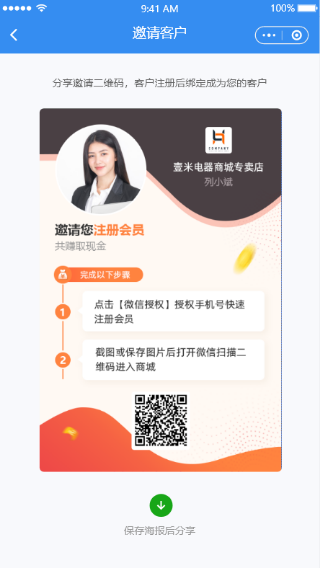 9:41 AM
100%
邀请客户
分享邀请二维码，客户注册后绑定成为您的客户
壹米电器商城专卖店
列小斌
邀请您注册会员
共赚取现金
完成以下步骤
1
点击【微信授权】授权手机号快速
注册会员
2
截图或保存图片后打开微信扫描二
维码进入商城
保存海报后分享